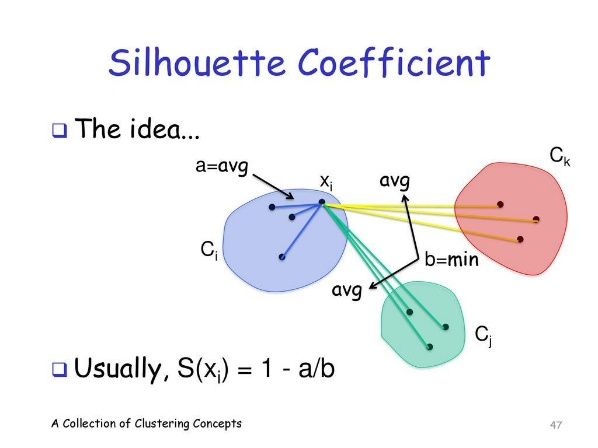 Silhouette Coefficient
The idea...
a=avg
xᵢ
avg
Cₖ
Cᵢ
b=min
avg
Cⱼ
Usually, S(xᵢ) = 1 - a/b
A Collection of Clustering Concepts
47